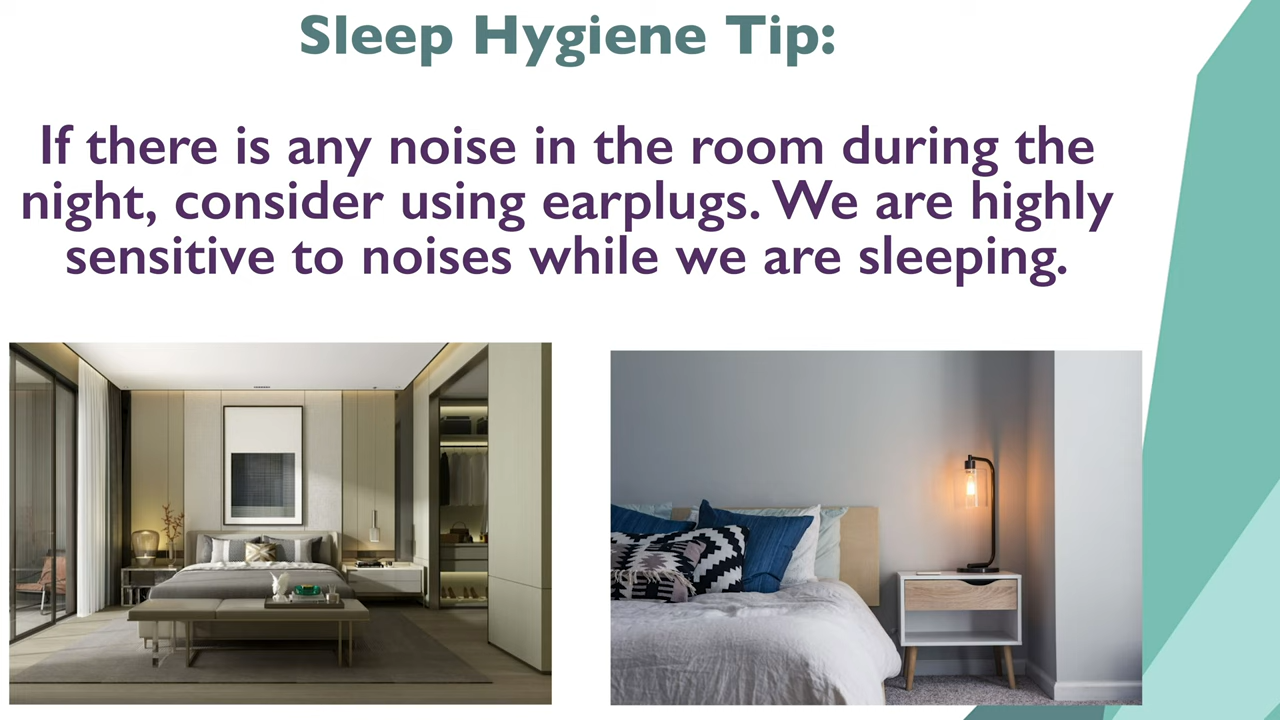 Sleep Hygiene Tip:
If there is any noise in the room during the
night, consider using earplugs. We are highly
sensitive to noises while we are sleeping.